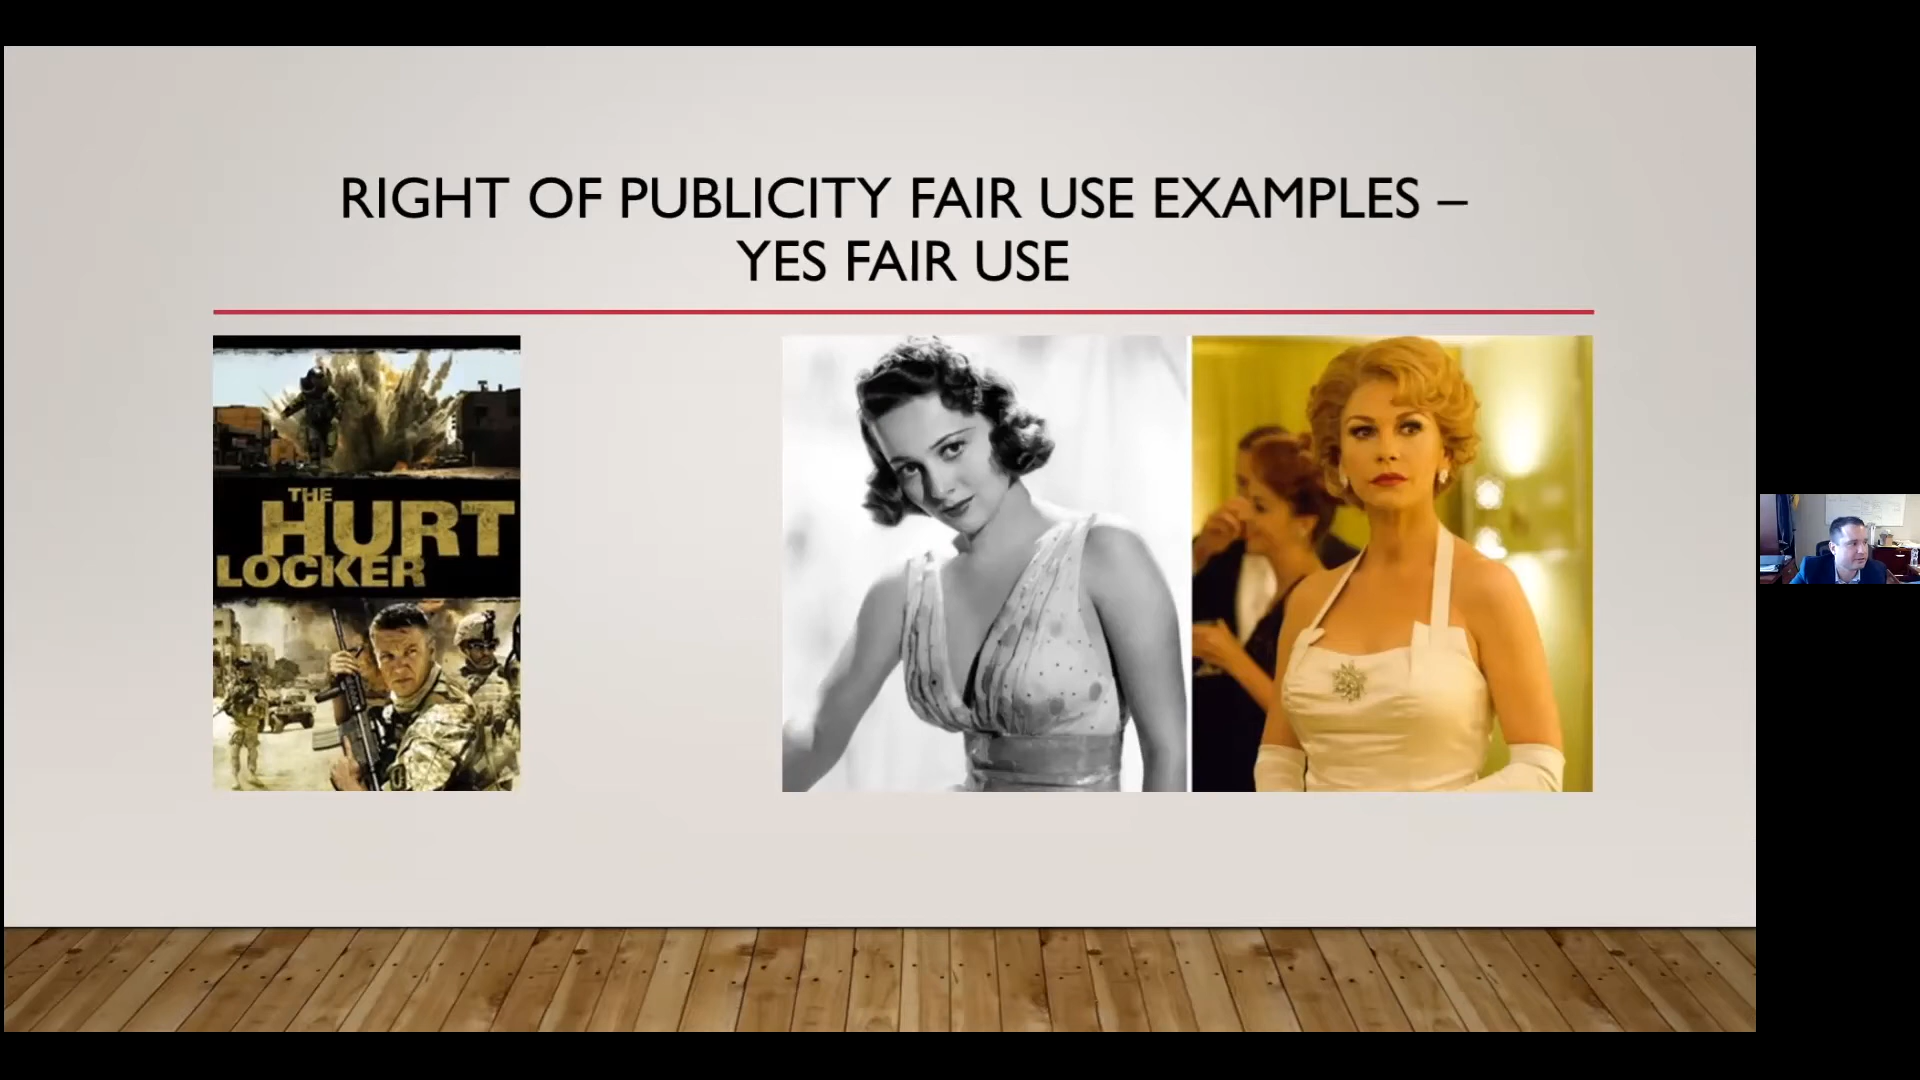 RIGHT OF PUBLICITY FAIR USE EXAMPLES –
YES FAIR USE
THE
HURT
LOCKER